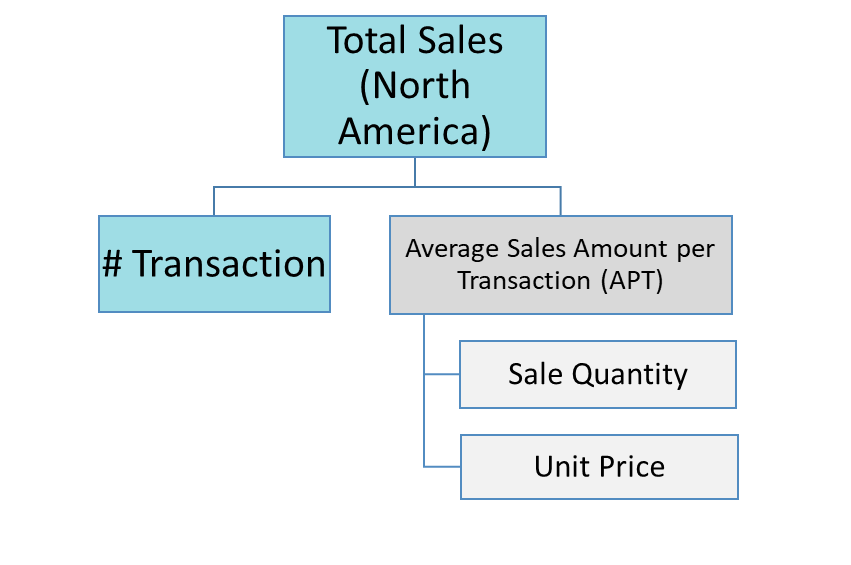 Total Sales
(North
America)
# Transaction
Average Sales Amount per
Transaction (APT)
Sale Quantity
Unit Price